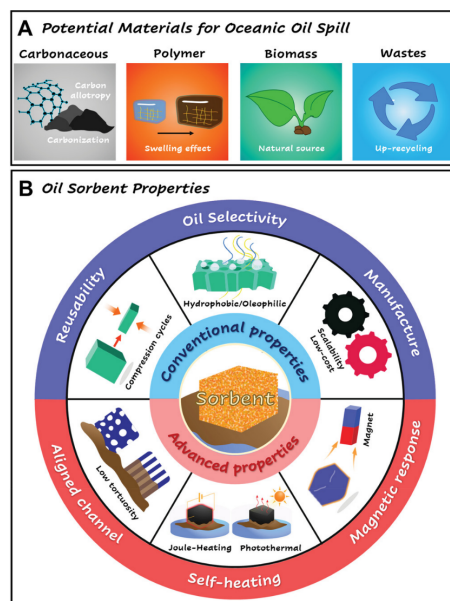 A Potential Materials for Oceanic Oil Spill
Carbonaceous
Carbon
allotropy
Carbonization
Polymer
Swelling effect
Biomass
Natural source
Wastes
Up-recycling
B Oil Sorbent Properties
Oil Selectivity
Hydrophobic/Oleophilic
Reusability
Compression cycles
Manufacture
Scalability
Low-cost
Conventional properties
Sorbent
Advanced properties
Aligned channel
Low tortuosity
Magnetic response
Magnet
Joule-Heating
Photothermal
Self-heating